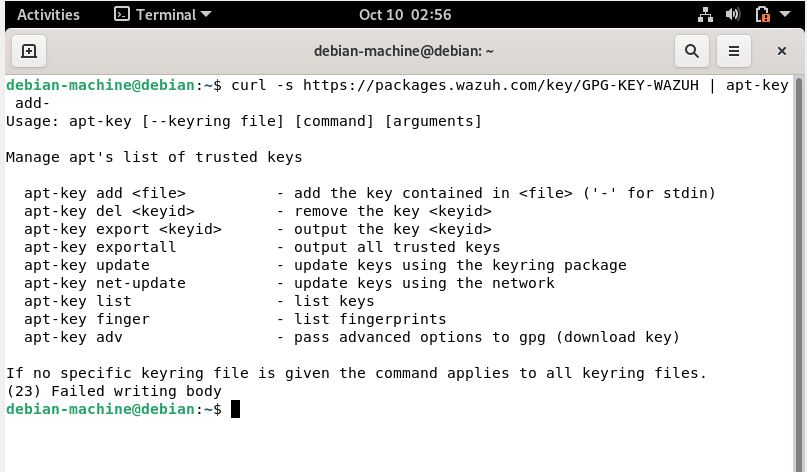 Activities Terminal Oct 10 02:56
debian-machine@debian: ~
debian-machine@debian:~$ curl -s https://packages.wazuh.com/key/GPG-KEY-WAZUH | apt-key
add-
Usage: apt-key [--keyring file] [command] [arguments]
Manage apt's list of trusted keys
apt-key add <file> - add the key contained in <file> ('-' for stdin)
apt-key del <keyid> - remove the key <keyid>
apt-key export <keyid> - output the key <keyid>
apt-key exportall - output all trusted keys
apt-key update - update keys using the keyring package
apt-key net-update - update keys using the network
apt-key list - list keys
apt-key finger - list fingerprints
apt-key adv - pass advanced options to gpg (download key)
If no specific keyring file is given the command applies to all keyring files.
(23) Failed writing body
debian-machine@debian:~$